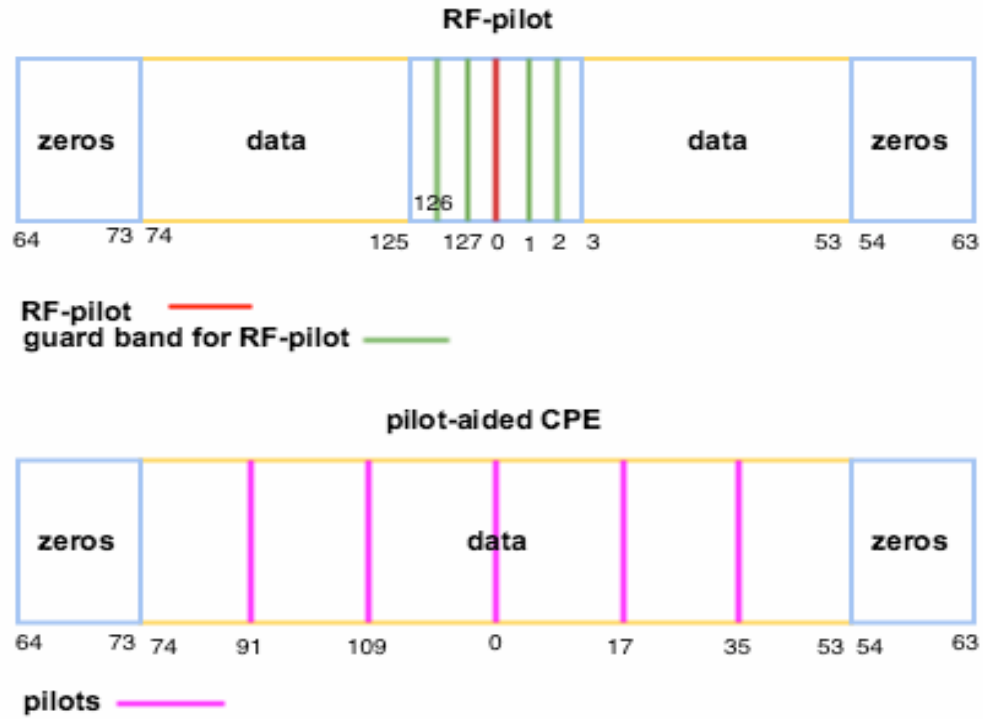 RF-pilot
zeros data data zeros
126
64 73 74 125 127 0 1 2 3 53 54 63
RF-pilot
guard band for RF-pilot
pilot-aided CPE
zeros data zeros
64 73 74 91 109 0 17 35 53 54 63
pilots